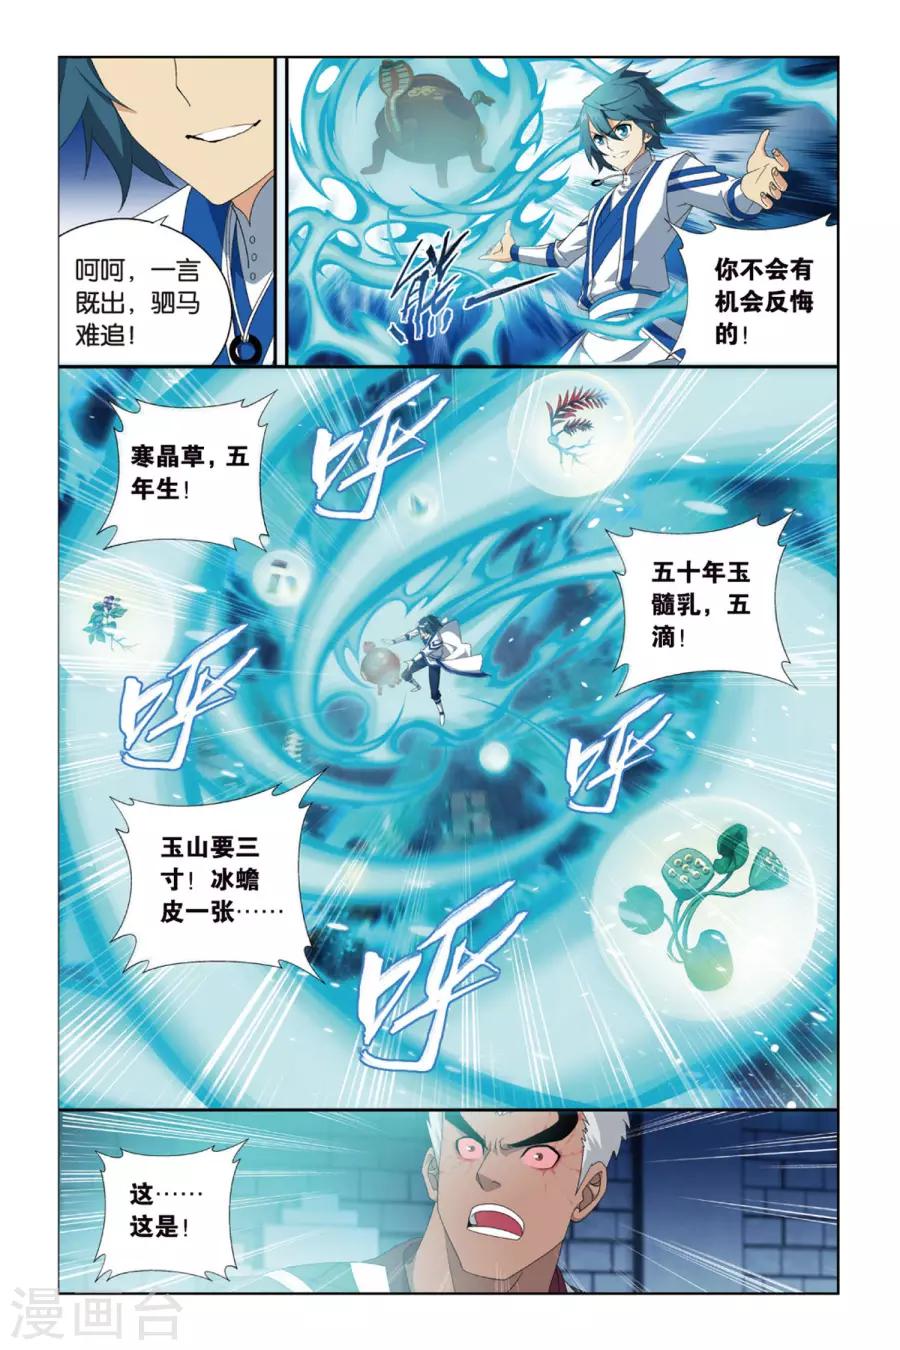 呵呵，一言
既出，驷马
难追！
熊一
你不会有
机会反悔
的！
寒晶草，五
年生！
呼
五十年玉
髓乳，五
滴！
呼
呼
玉山要三
寸！冰蟾
皮一张……
呼
这……
这是！
漫画台